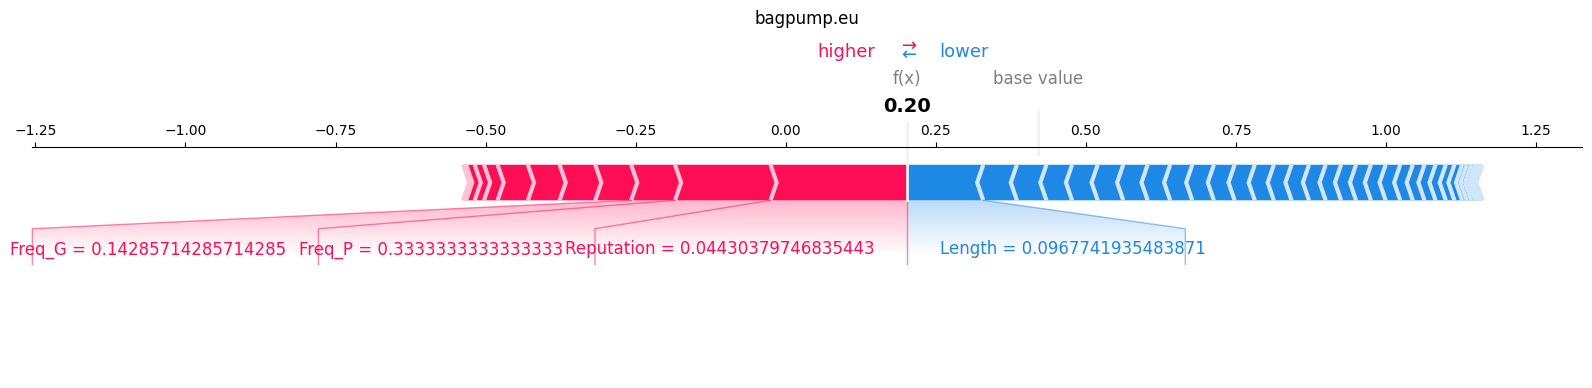 bagpump.eu
higher ⇄ lower
f(x) base value
0.20
−1.25 −1.00 −0.75 −0.50 −0.25 0.00 0.25 0.50 0.75 1.00 1.25
Freq_G = 0.14285714285714285 Freq_P = 0.3333333333333333 Reputation = 0.04430379746835443 Length = 0.0967741935483871